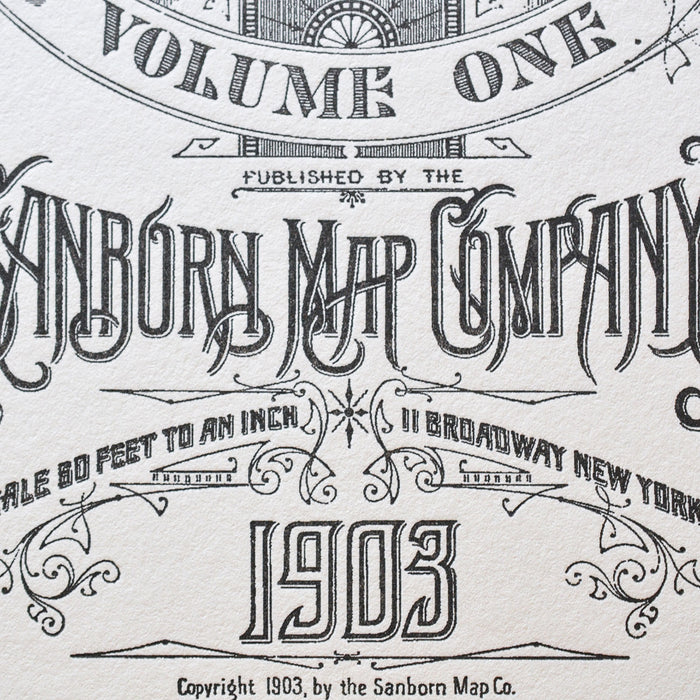 VOLUME ONE
PUBLISHED BY THE
SANBORN MAP COMPANY
CALE 50 FEET TO AN INCH
11 BROADWAY NEW YORK
1903
Copyright 1903, by the Sanborn Map Co.